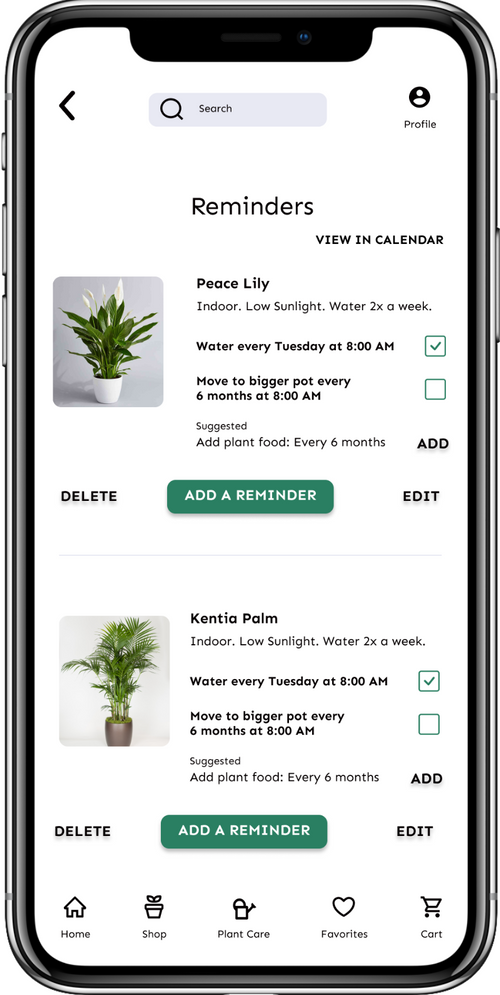 Search
Profile
Reminders
VIEW IN CALENDAR
Peace Lily
Indoor. Low Sunlight. Water 2x a week.
Water every Tuesday at 8:00 AM
Move to bigger pot every
6 months at 8:00 AM
Suggested
Add plant food: Every 6 months
ADD
DELETE
ADD A REMINDER
EDIT
Kentia Palm
Indoor. Low Sunlight. Water 2x a week.
Water every Tuesday at 8:00 AM
Move to bigger pot every
6 months at 8:00 AM
Suggested
Add plant food: Every 6 months
ADD
DELETE
ADD A REMINDER
EDIT
Home
Shop
Plant Care
Favorites
Cart